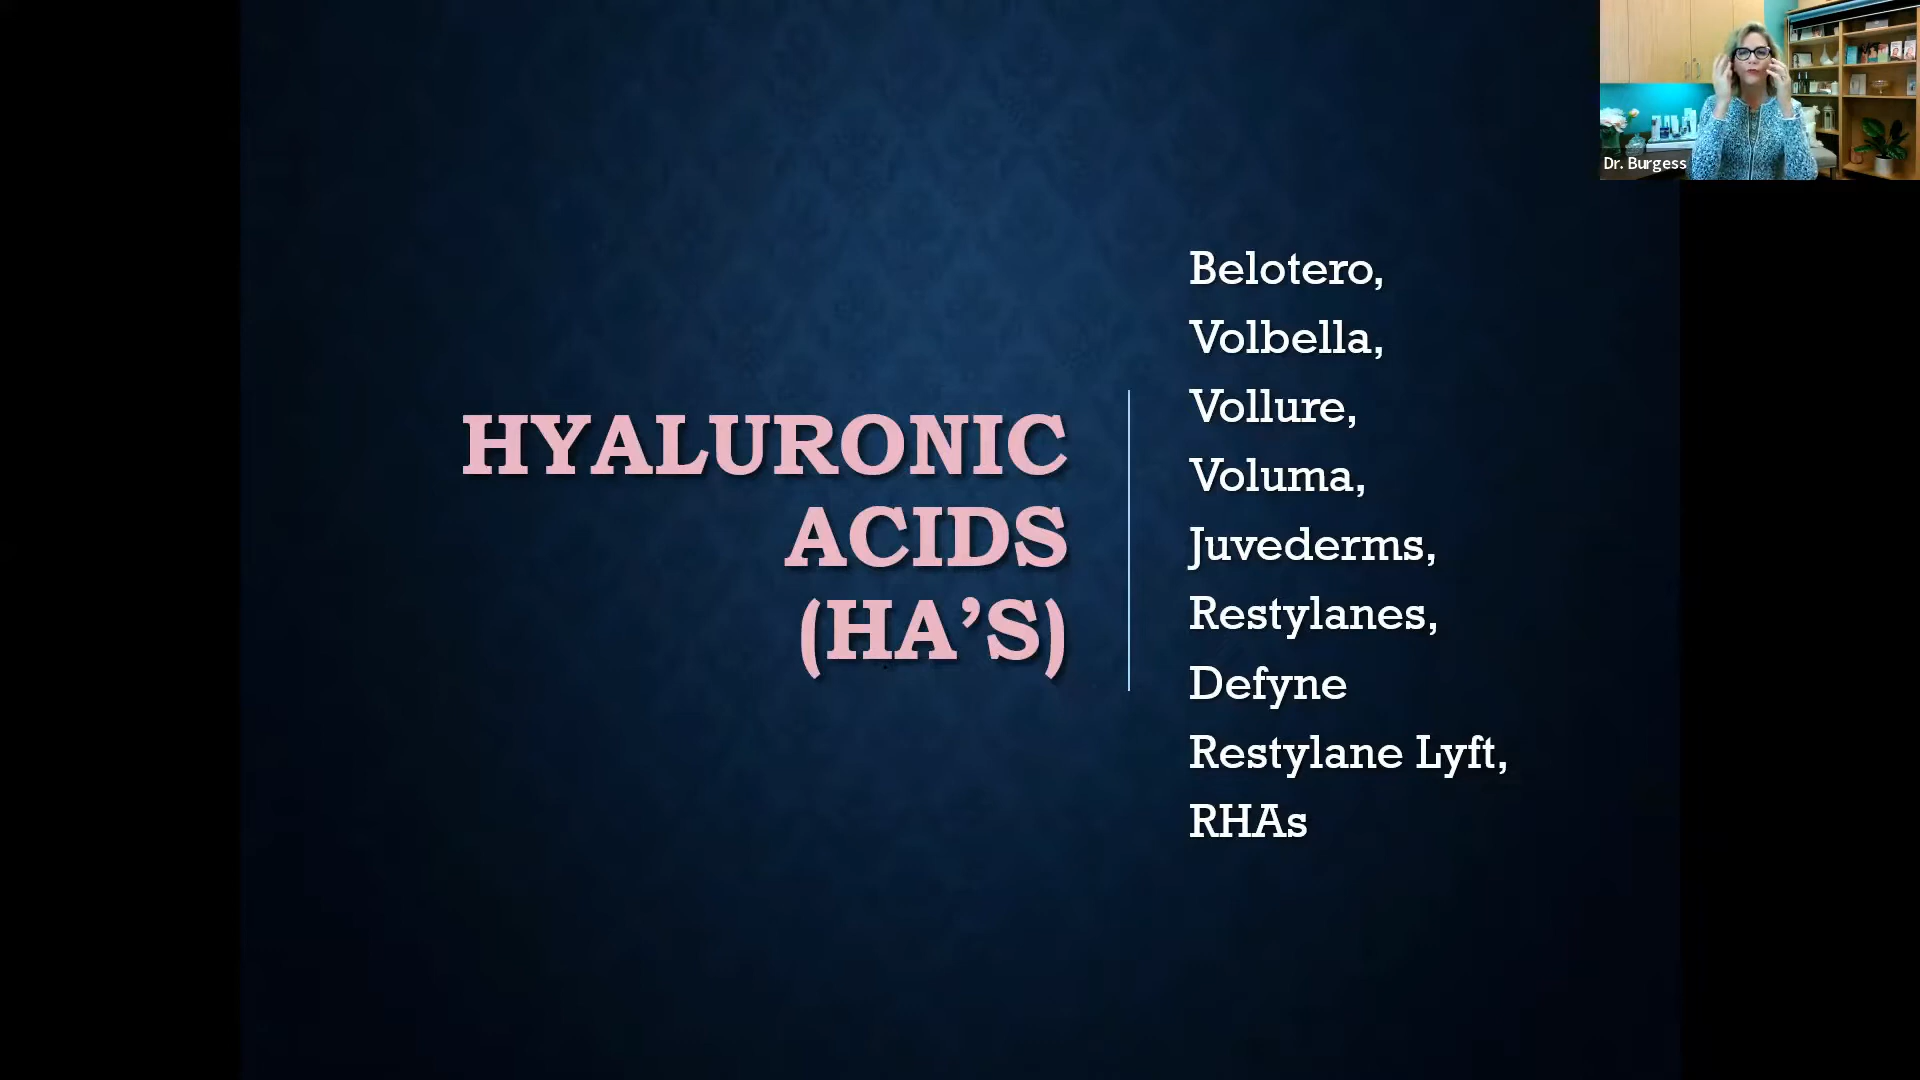 Dr. Burgess
HYALURONIC
ACIDS
(HA’S)
Belotero,
Volbella,
Vollure,
Voluma,
Juvederms,
Restylanes,
Defyne
Restylane Lyft,
RHAs